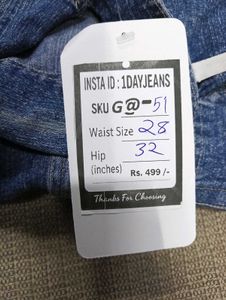 INSTA ID : 1DAYJEANS
SKU G@-51
Waist Size 28
Hip 32
(inches) Rs. 499 /-
Thanks For Choosing